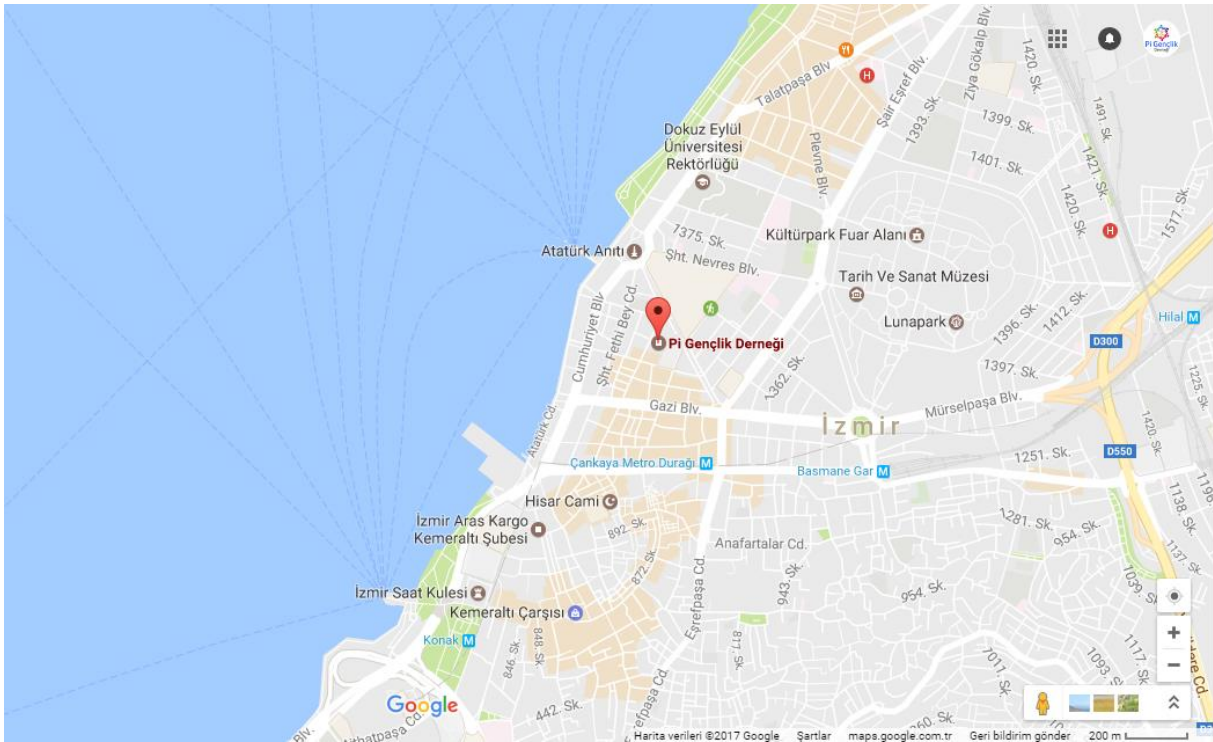 Pi Gençlik
Derneği
Talatpaşa Blv
Şair Eşref Blv.
Ziya Gökalp Blv.
1420. Sk.
1393. Sk.
1399. Sk.
1491. Sk.
Dokuz Eylül
Üniversitesi
Rektörlüğü
Plevne Blv.
1401. Sk.
1421. Sk.
1420. Sk.
1517. Sk.
H
H
7375. Sk.
Kültürpark Fuar Alanı
Atatürk Anıtı
Şht. Nevres Blv.
Tarih Ve Sanat Müzesi
Cumhuriyet Blv
Şht. Fethi Bey Cd.
Lunapark
1396. Sk.
1412. Sk.
Hilal M
Pi Gençlik Derneği
D300
1362. Sk.
1397. Sk.
1225. Sk.
Atatürk Cd.
Gazi Blv.
Mürselpaşa Blv.
İzmir
1420. Sk.
Çankaya Metro Durağı M
Basmane Gar M
1251. Sk.
D550
1196.
1138. Sk.
Hisar Cami
İzmir Aras Kargo
Kemeraltı Şubesi
892. Sk.
1281. Sk.
954. Sk.
Anafartalar Cd.
1137. Sk.
872. Sk.
943. Sk.
954. Sk.
1039. Sk.
İzmir Saat Kulesi
Kemeraltı Çarşısı
Eşrefpaşa Cd.
Konak M
846. Sk.
848. Sk.
817. Sk.
1117. Sk.
1093.
7011.
Google
442. Sk.
Eşrefpaşa Cd.
Harita verileri ©2017 Google Şartlar maps.google.com.tr Geri bildirim gönder 200 m